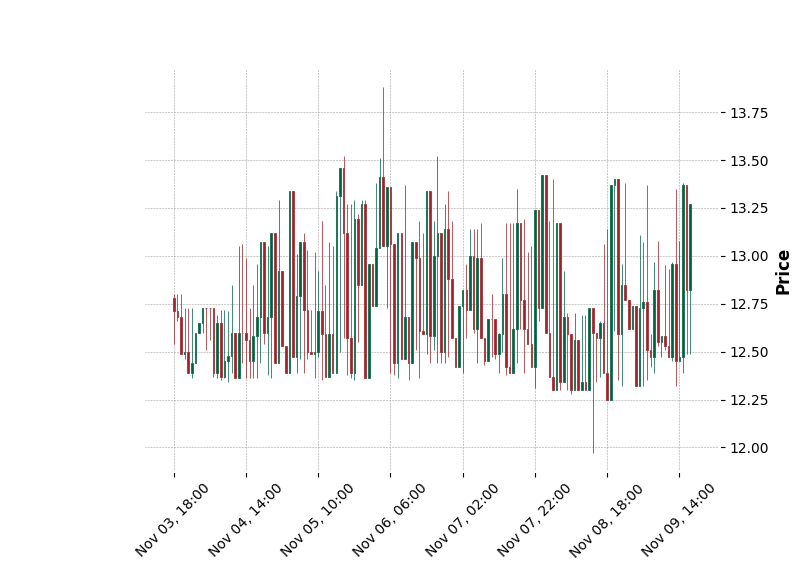 13.75
13.50
13.25
13.00
12.75
12.50
12.25
12.00
Price
Nov 03, 18:00
Nov 04, 14:00
Nov 05, 10:00
Nov 06, 06:00
Nov 07, 02:00
Nov 07, 22:00
Nov 08, 18:00
Nov 09, 14:00